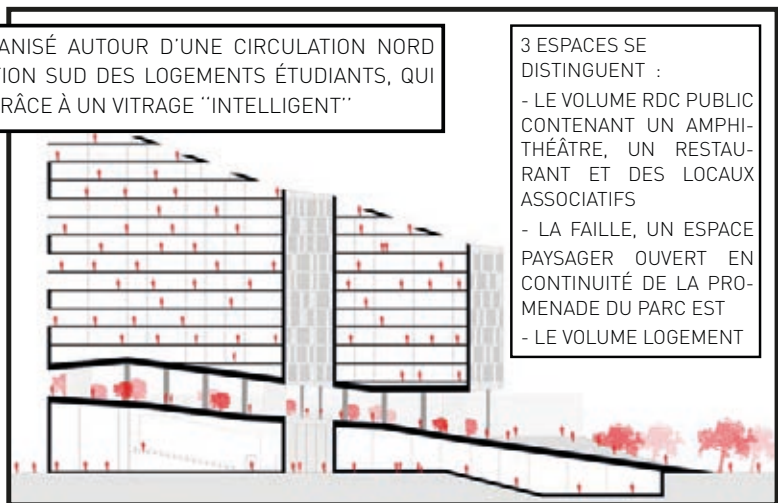 ANISÉ AUTOUR D'UNE CIRCULATION NORD
TION SUD DES LOGEMENTS ÉTUDIANTS, QUI
RÂCE À UN VITRAGE "INTELLIGENT"
3 ESPACES SE
DISTINGUENT :
- LE VOLUME RDC PUBLIC
CONTENANT UN AMPHI-
THÉÂTRE, UN RESTAU-
RANT ET DES LOCAUX
ASSOCIATIFS
- LA FAILLE, UN ESPACE
PAYSAGER OUVERT EN
CONTINUITÉ DE LA PRO-
MENADE DU PARC EST
- LE VOLUME LOGEMENT